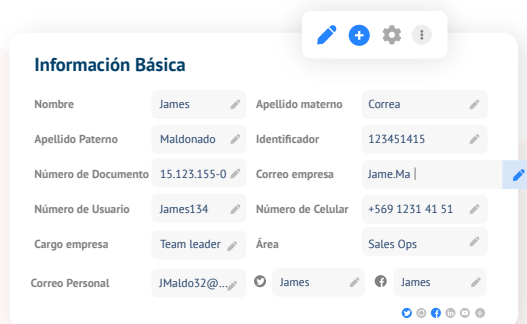 Información Básica
Nombre James Apellido materno Correa
Apellido Paterno Maldonado Identificador 123451415
Número de Documento 15.123.155-0 Correo empresa Jame.Ma
Número de Usuario James134 Número de Celular +569 1231 41 51
Cargo empresa Team leader Área Sales Ops
Correo Personal JMaldo32@... James James